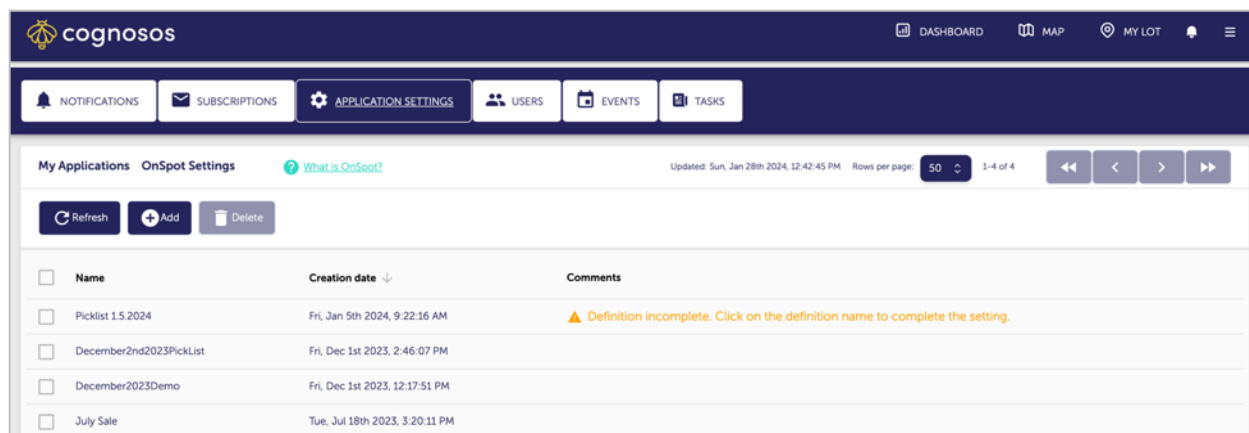 cognosos DASHBOARD MAP MY LOT
NOTIFICATIONS SUBSCRIPTIONS APPLICATION SETTINGS USERS EVENTS TASKS
My Applications OnSpot Settings ? What is OnSpot? Updated: Sun, Jan 28th 2024, 12:42:45 PM Rows per page: 50 1-4 of 4
Refresh Add Delete
Name Creation date Comments
Picklist 1.5.2024 Fri, Jan 5th 2024, 9:22:16 AM Definition incomplete. Click on the definition name to complete the setting.
December2nd2023PickList Fri, Dec 1st 2023, 2:46:07 PM
December2023Demo Fri, Dec 1st 2023, 12:17:51 PM
July Sale Tue, Jul 18th 2023, 3:20:11 PM